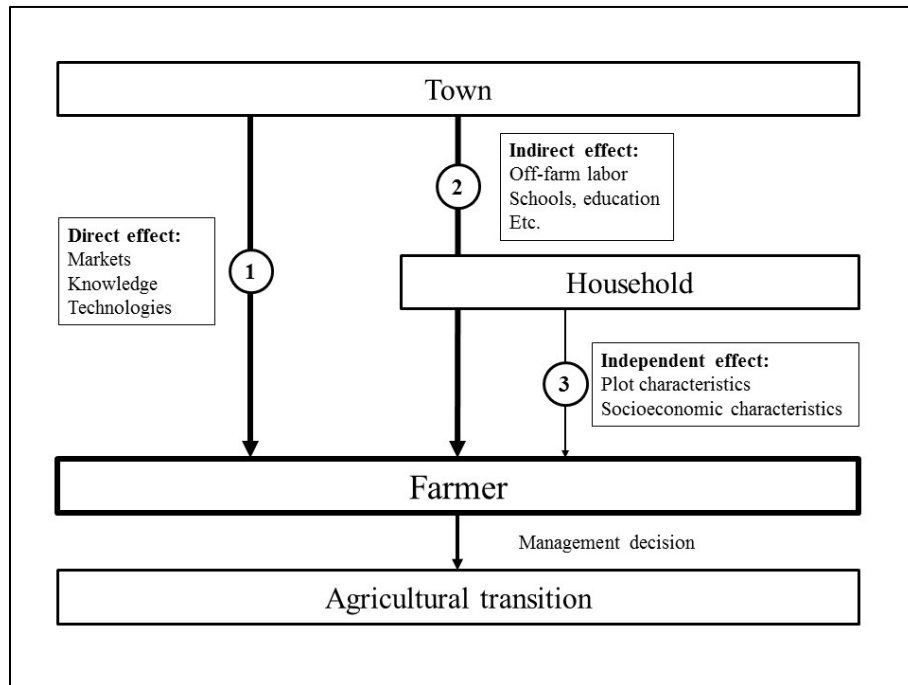 Town
Indirect effect:
Off-farm labor
Schools, education
Etc.
2
Direct effect:
Markets
Knowledge
Technologies
1
Household
Independent effect:
Plot characteristics
Socioeconomic characteristics
3
Farmer
Management decision
Agricultural transition